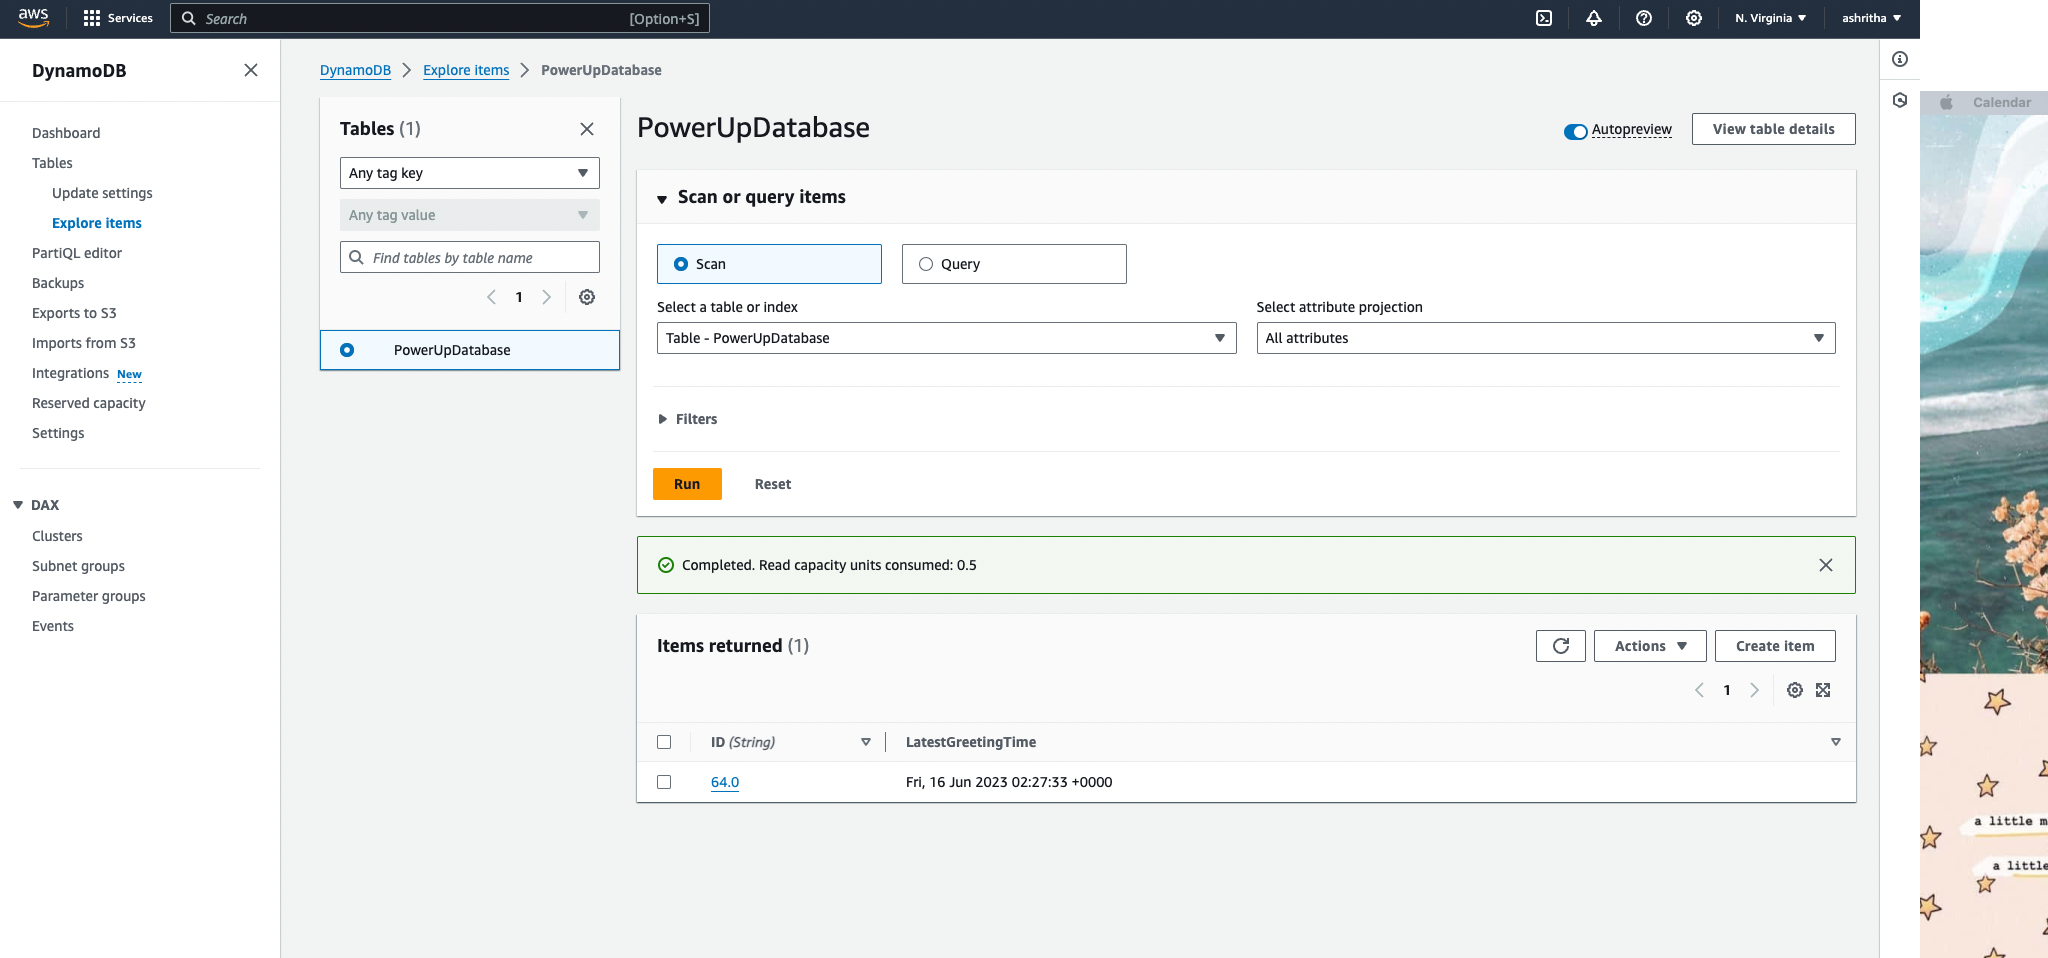 aws
Services
Search
[Option+S]
N. Virginia
ashritha
DynamoDB
Dashboard
Tables
Update settings
Explore items
PartiQL editor
Backups
Exports to S3
Imports from S3
Integrations New
Reserved capacity
Settings
DAX
Clusters
Subnet groups
Parameter groups
Events
DynamoDB
Explore items
PowerUpDatabase
Tables (1)
Any tag key
Any tag value
Find tables by table name
1
PowerUpDatabase
PowerUpDatabase
Autopreview
View table details
Scan or query items
Scan
Query
Select a table or index
Table - PowerUpDatabase
Select attribute projection
All attributes
Filters
Run
Reset
Completed. Read capacity units consumed: 0.5
Items returned (1)
Actions
Create item
1
ID (String)
LatestGreetingTime
64.0
Fri, 16 Jun 2023 02:27:33 +0000
Calendar
a little m
a little